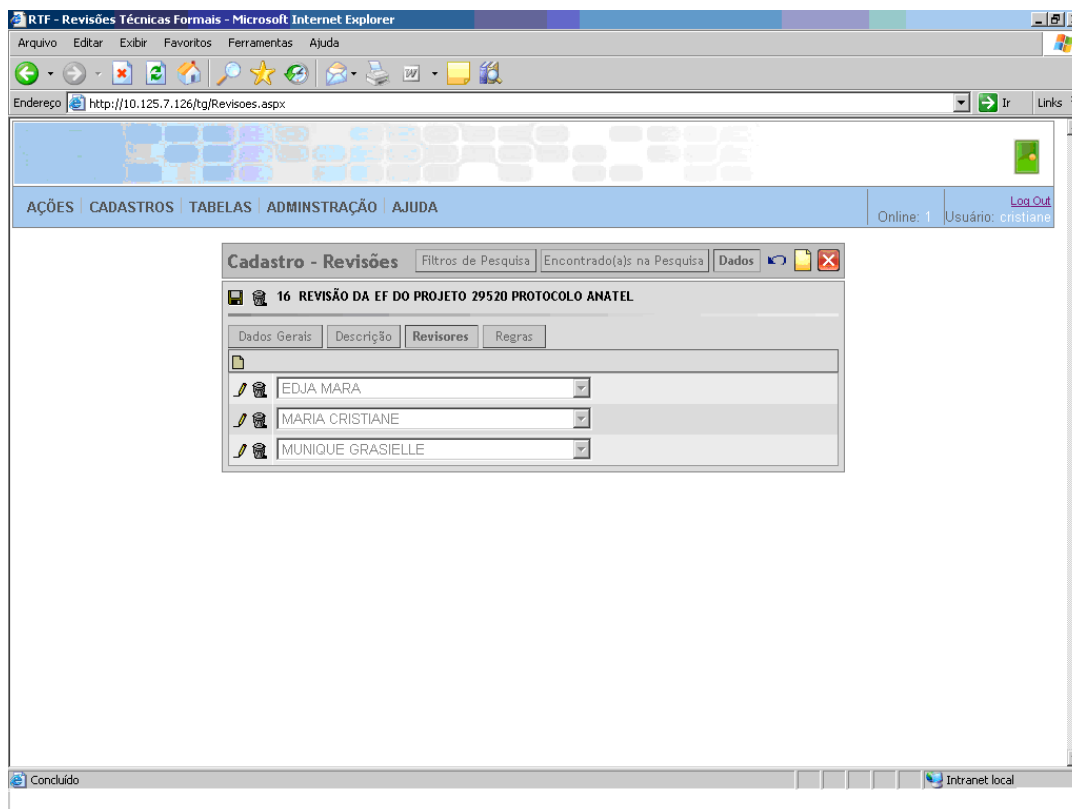 RTF - Revisões Técnicas Formais - Microsoft Internet Explorer
Arquivo Editar Exibir Favoritos Ferramentas Ajuda
Endereço http://10.125.7.126/tg/Revisoes.aspx Ir Links
AÇÕES CADASTROS TABELAS ADMINSTRAÇÃO AJUDA
Log Out
Online: 1 Usuário: cristiane
Cadastro - Revisões Filtros de Pesquisa Encontrado(a)s na Pesquisa Dados
16 REVISÃO DA EF DO PROJETO 29520 PROTOCOLO ANATEL
Dados Gerais Descrição Revisores Regras
EDJA MARA
MARIA CRISTIANE
MUNIQUE GRASIELLE
Concluído Intranet local